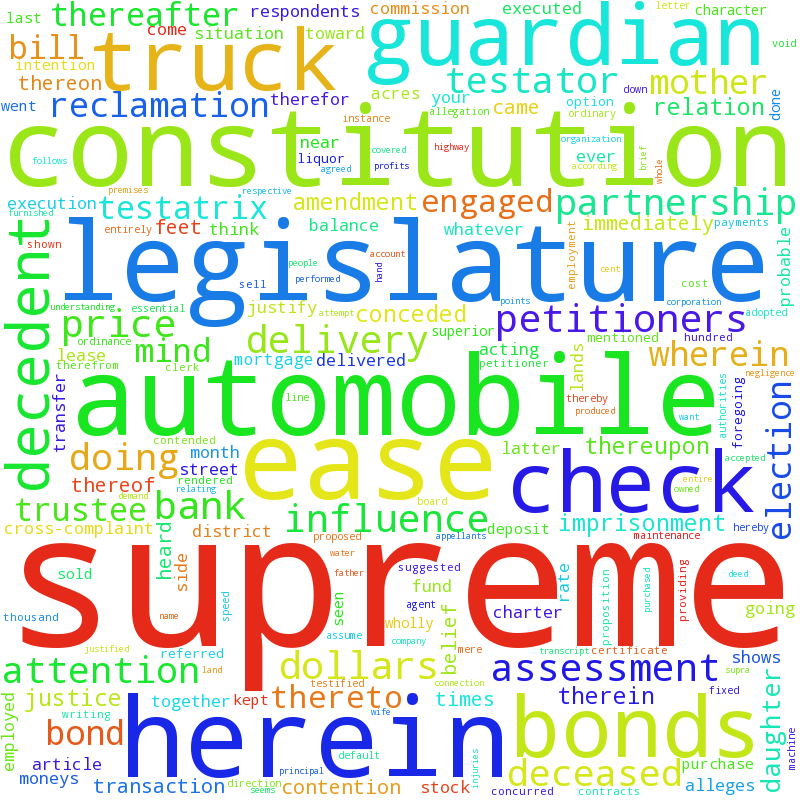 last
thereafter
come
respondents
situation
toward
commission
executed
letter
character
void
bill
truck
guardian
intention
thereon
testator
mother
went
reclamation
therefor
acres
your
allegation
down
option
ordinary
came
relation
done
constitution
instance
near
liquor
agreed
covered
profits
highway
organization
ever
according
brief
whole
follows
premises
respective
execution
furnished
testatrix
amendment
engaged
partnership
shown
entirely
feet
think
balance
whatever
immediately
payments
probable
decedent
legislature
people
sell
performed
hand
account
employment
cent
cost
points
corporation
adopted
understanding
essential
justify
attempt
conceded
petitioners
price
ordinance
mind
delivery
superior
mentioned
hundred
lease
therefrom
clerk
mortgage
delivered
acting
petitioner
lands
wherein
negligence
transfer
automobile
line
thereby
produced
want
authorities
foregoing
election
contended
doing
month
ease
latter
thereupon
accepted
thereof
street
rendered
relating
check
entire
owned
trustee
demand
bank
board
influence
deposit
imprisonment
hereby
cross-complaint
heard
district
proposed
appellants
maintenance
side
water
supreme
sold
father
suggested
fund
rate
proposition
purchased
providing
deed
thousand
name
speed
seen
agent
assume
wholly
belief
charter
going
justified
referred
company
mere
transcript
certificate
supra
attention
land
dollars
testified
connection
assessment
shows
justice
together
kept
thereto
times
therein
fixed
daughter
employed
writing
herein
wife
bonds
bond
default
article
moneys
transaction
direction
seems
principal
contention
stock
injuries
deceased
concurred
contracts
purchase
alleges
machine